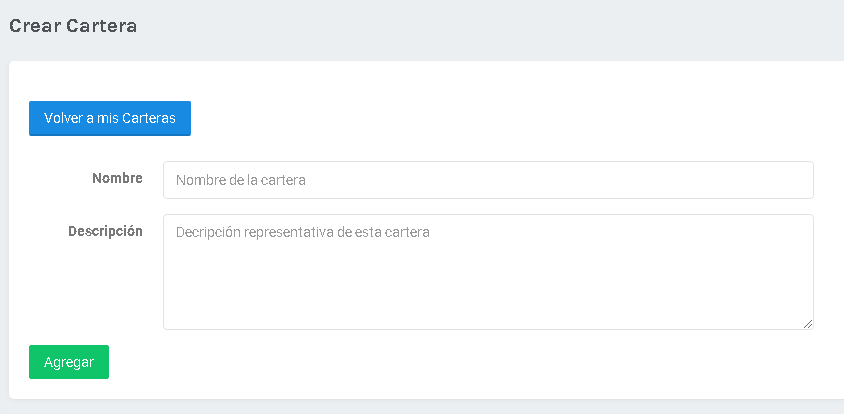 Crear Cartera
Volver a mis Carteras
Nombre
Nombre de la cartera
Descripción
Decripción representativa de esta cartera
Agregar